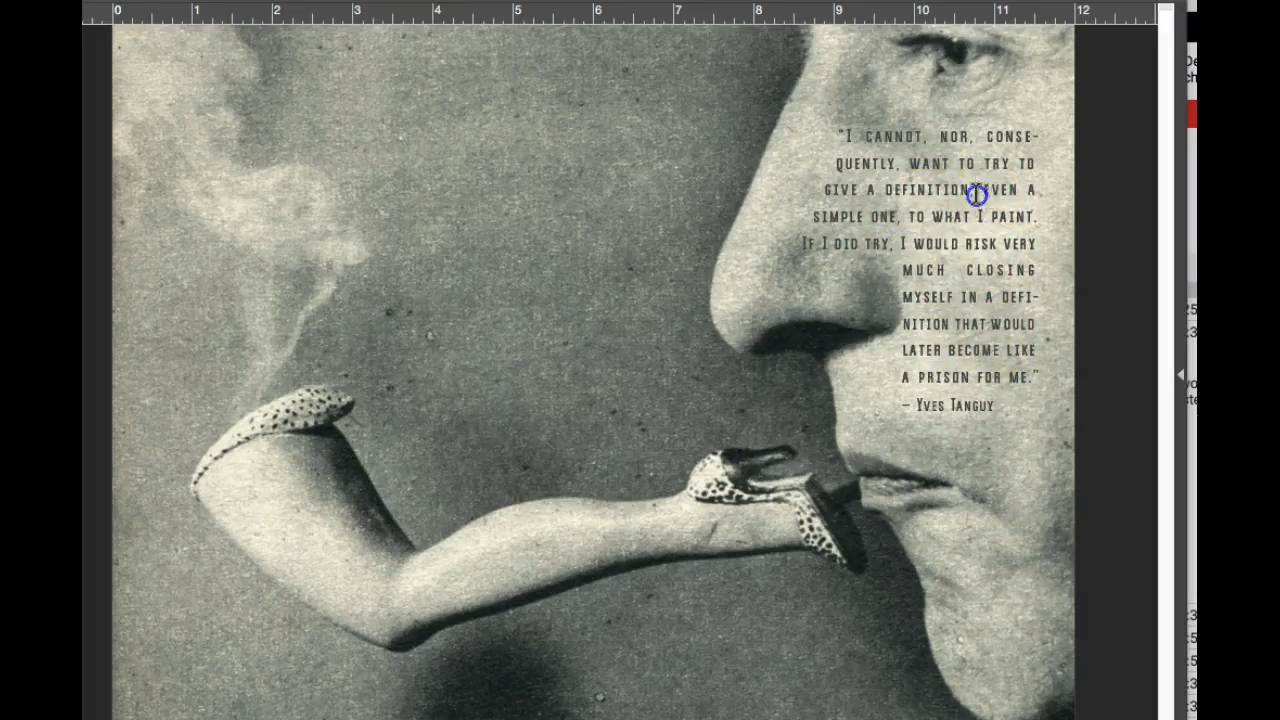 0 1 2 3 4 5 6 7 8 9 10 11 12
"I CANNOT, NOR, CONSE-
QUENTLY, WANT TO TRY TO
GIVE A DEFINITION, EVEN A
SIMPLE ONE, TO WHAT I PAINT.
IF I DID TRY, I WOULD RISK VERY
MUCH CLOSING
MYSELF IN A DEFI-
NITION THAT WOULD
LATER BECOME LIKE
A PRISON FOR ME."
– YVES TANGUY